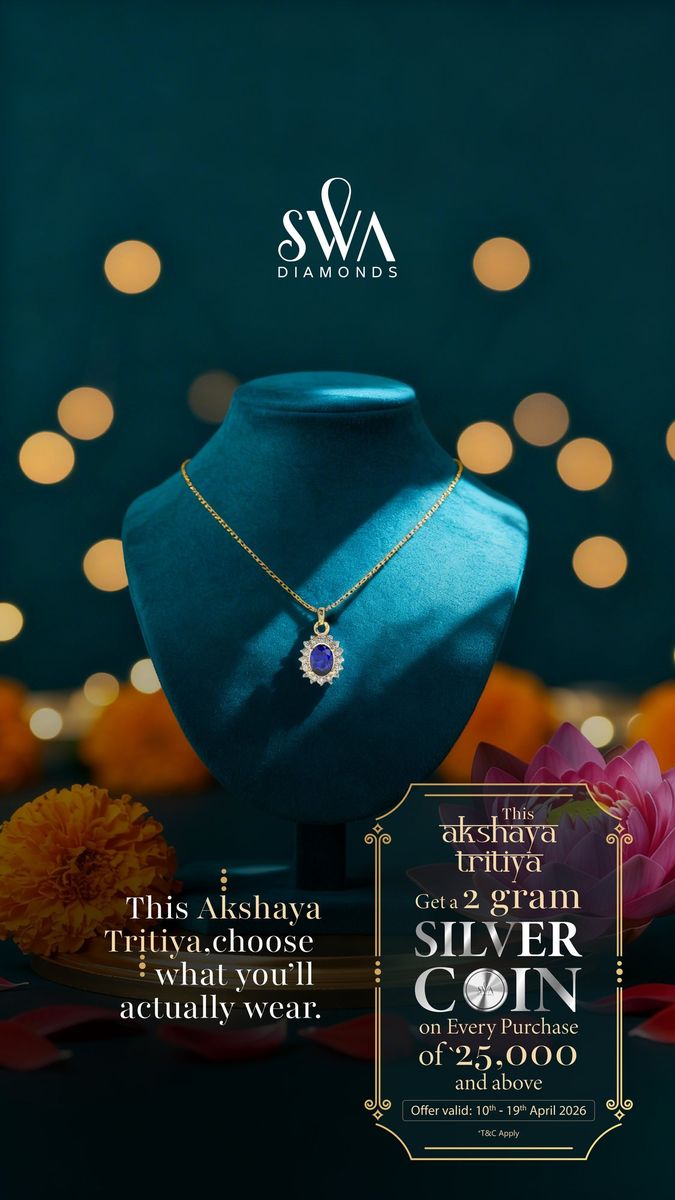 SWA
DIAMONDS
This Akshaya
Tritiya,choose
what you'll
actually wear.
This
akshaya
tritiya
Get a 2 gram
SILVER
COIN
SWA
on Every Purchase
of `25,000
and above
Offer valid: 10th - 19th April 2026
*T&C Apply